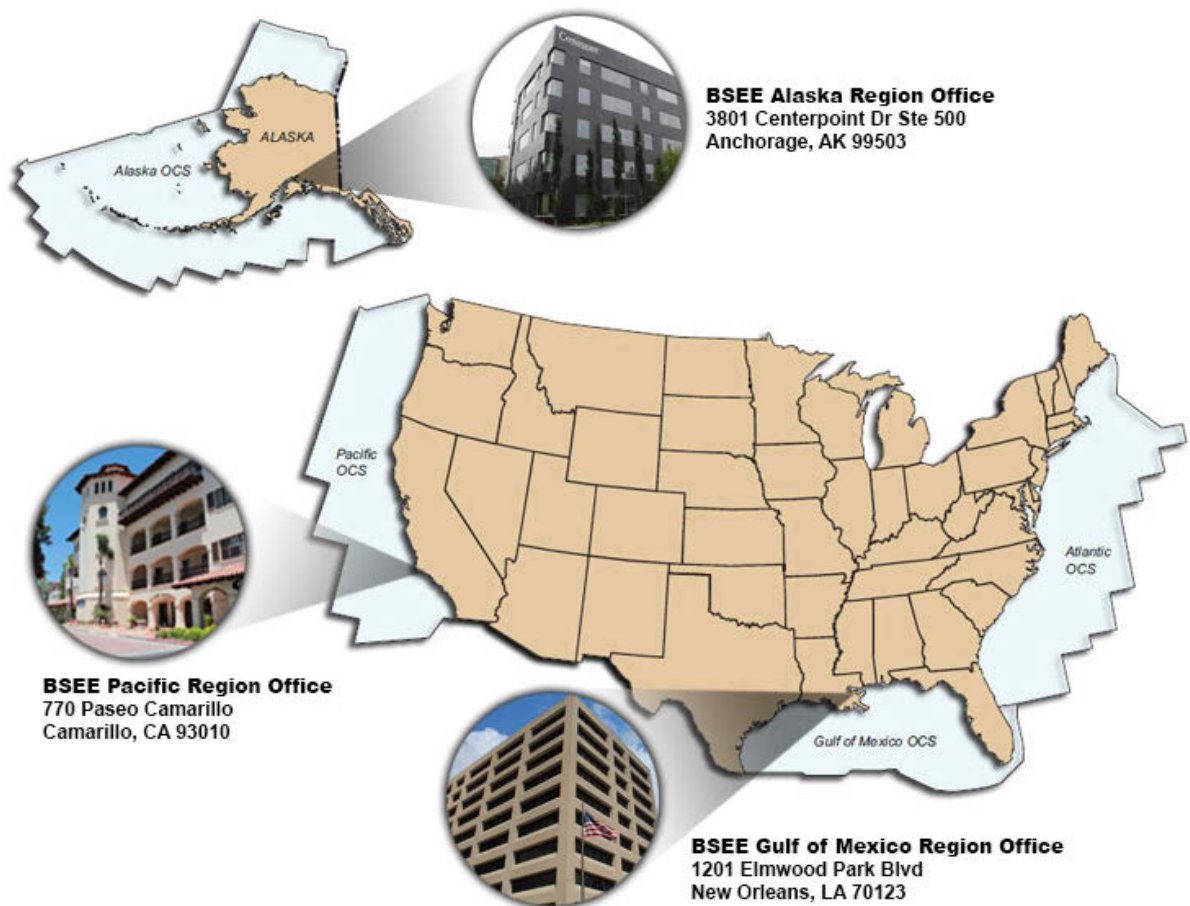 Centerpoint
BSEE Alaska Region Office
3801 Centerpoint Dr Ste 500
Anchorage, AK 99503
ALASKA
Alaska OCS
Pacific
OCS
Atlantic
OCS
BSEE Pacific Region Office
770 Paseo Camarillo
Camarillo, CA 93010
Gulf of Mexico OCS
BSEE Gulf of Mexico Region Office
1201 Elmwood Park Blvd
New Orleans, LA 70123